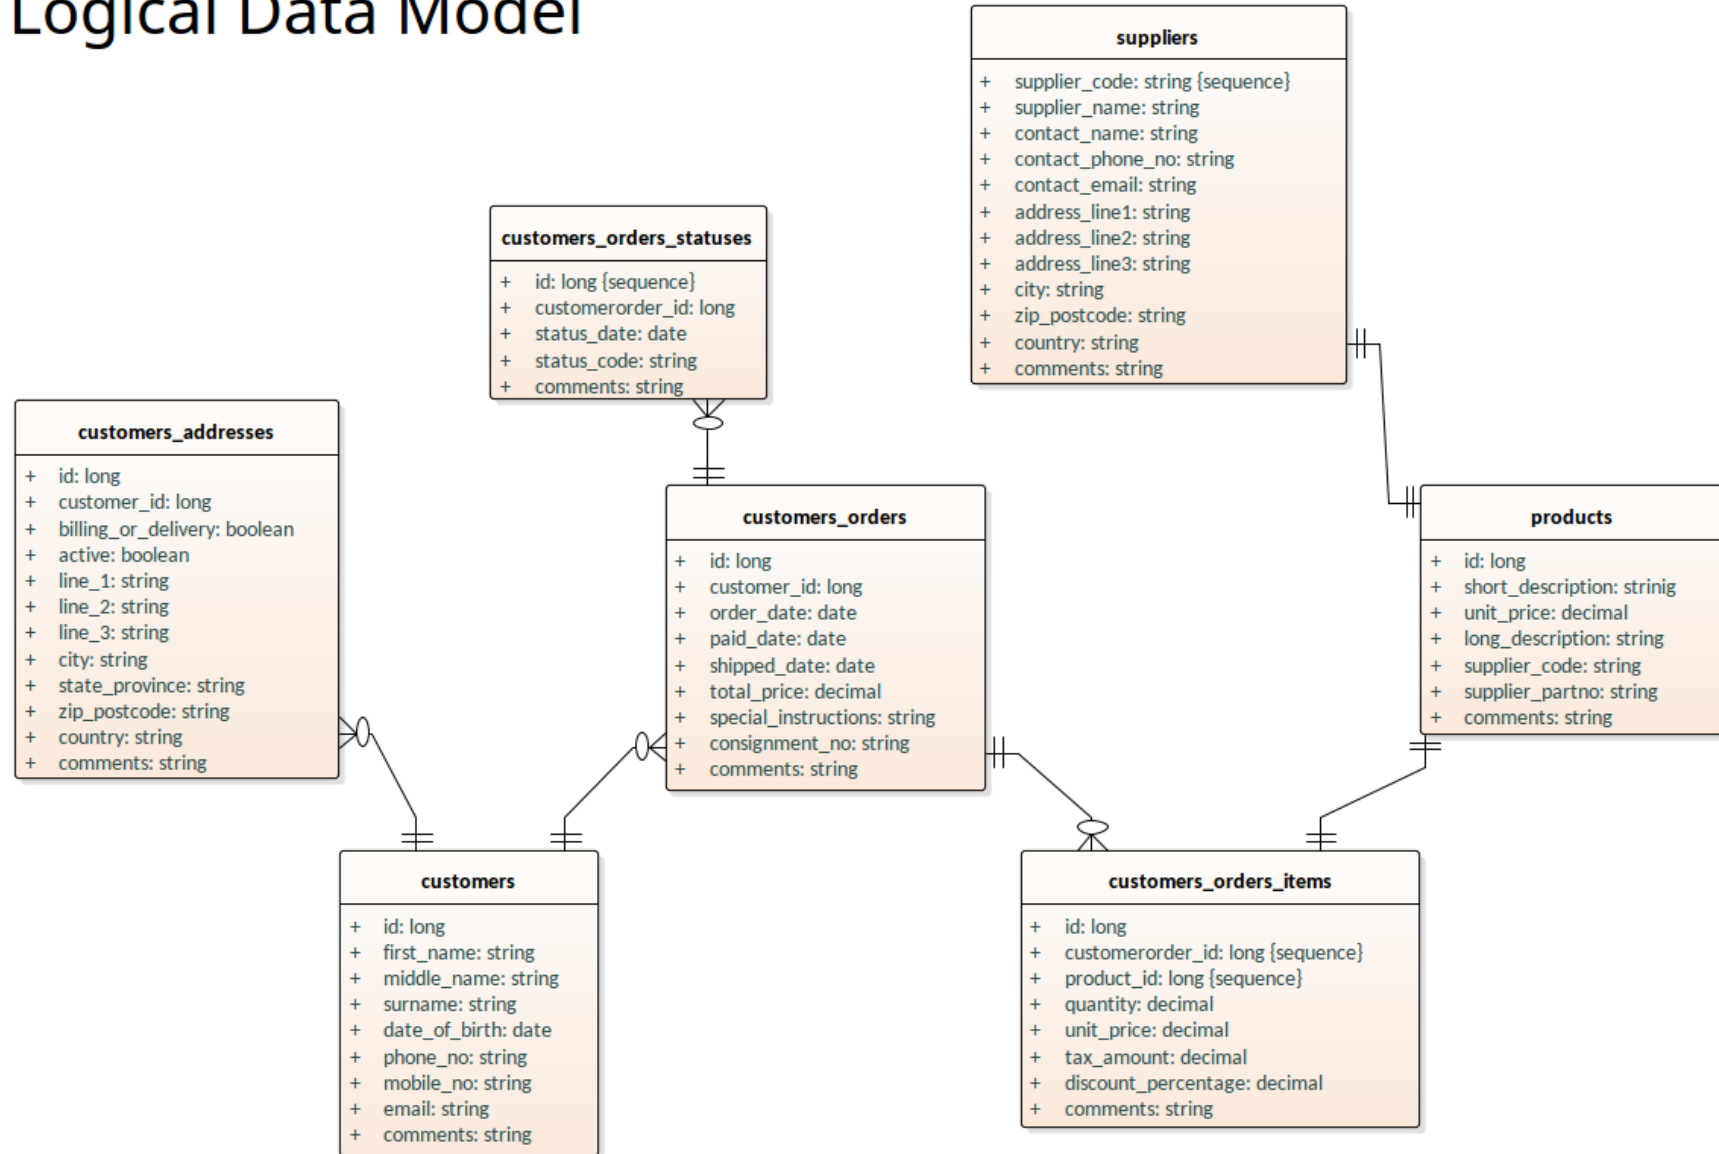 Logical Data Model
suppliers
+ supplier_code: string {sequence}
+ supplier_name: string
+ contact_name: string
+ contact_phone_no: string
+ contact_email: string
+ address_line1: string
+ address_line2: string
+ address_line3: string
+ city: string
+ zip_postcode: string
+ country: string
+ comments: string
customers_orders_statuses
+ id: long {sequence}
+ customerorder_id: long
+ status_date: date
+ status_code: string
+ comments: string
customers_addresses
+ id: long
+ customer_id: long
+ billing_or_delivery: boolean
+ active: boolean
+ line_1: string
+ line_2: string
+ line_3: string
+ city: string
+ state_province: string
+ zip_postcode: string
+ country: string
+ comments: string
customers_orders
+ id: long
+ customer_id: long
+ order_date: date
+ paid_date: date
+ shipped_date: date
+ total_price: decimal
+ special_instructions: string
+ consignment_no: string
+ comments: string
products
+ id: long
+ short_description: strinig
+ unit_price: decimal
+ long_description: string
+ supplier_code: string
+ supplier_partno: string
+ comments: string
customers
+ id: long
+ first_name: string
+ middle_name: string
+ surname: string
+ date_of_birth: date
+ phone_no: string
+ mobile_no: string
+ email: string
+ comments: string
customers_orders_items
+ id: long
+ customerorder_id: long {sequence}
+ product_id: long {sequence}
+ quantity: decimal
+ unit_price: decimal
+ tax_amount: decimal
+ discount_percentage: decimal
+ comments: string